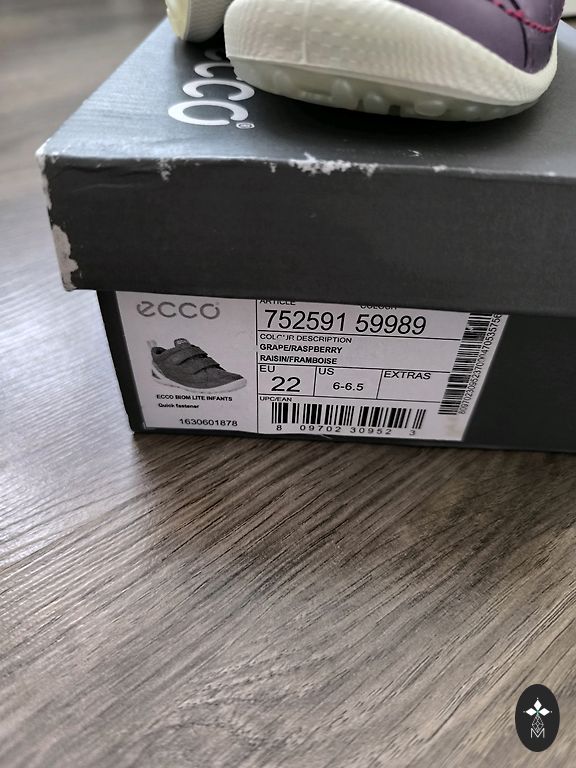 ecco®
ecco
ARTICLE COLOUR
752591 59989
COLOUR DESCRIPTION
GRAPE/RASPBERRY
RAISIN/FRAMBOISE
EU US EXTRAS
22 6-6.5
ECCO BIOM LITE INFANTS
Quick fastener
1630601878
UPC/EAN
8 09702 30952 3
M